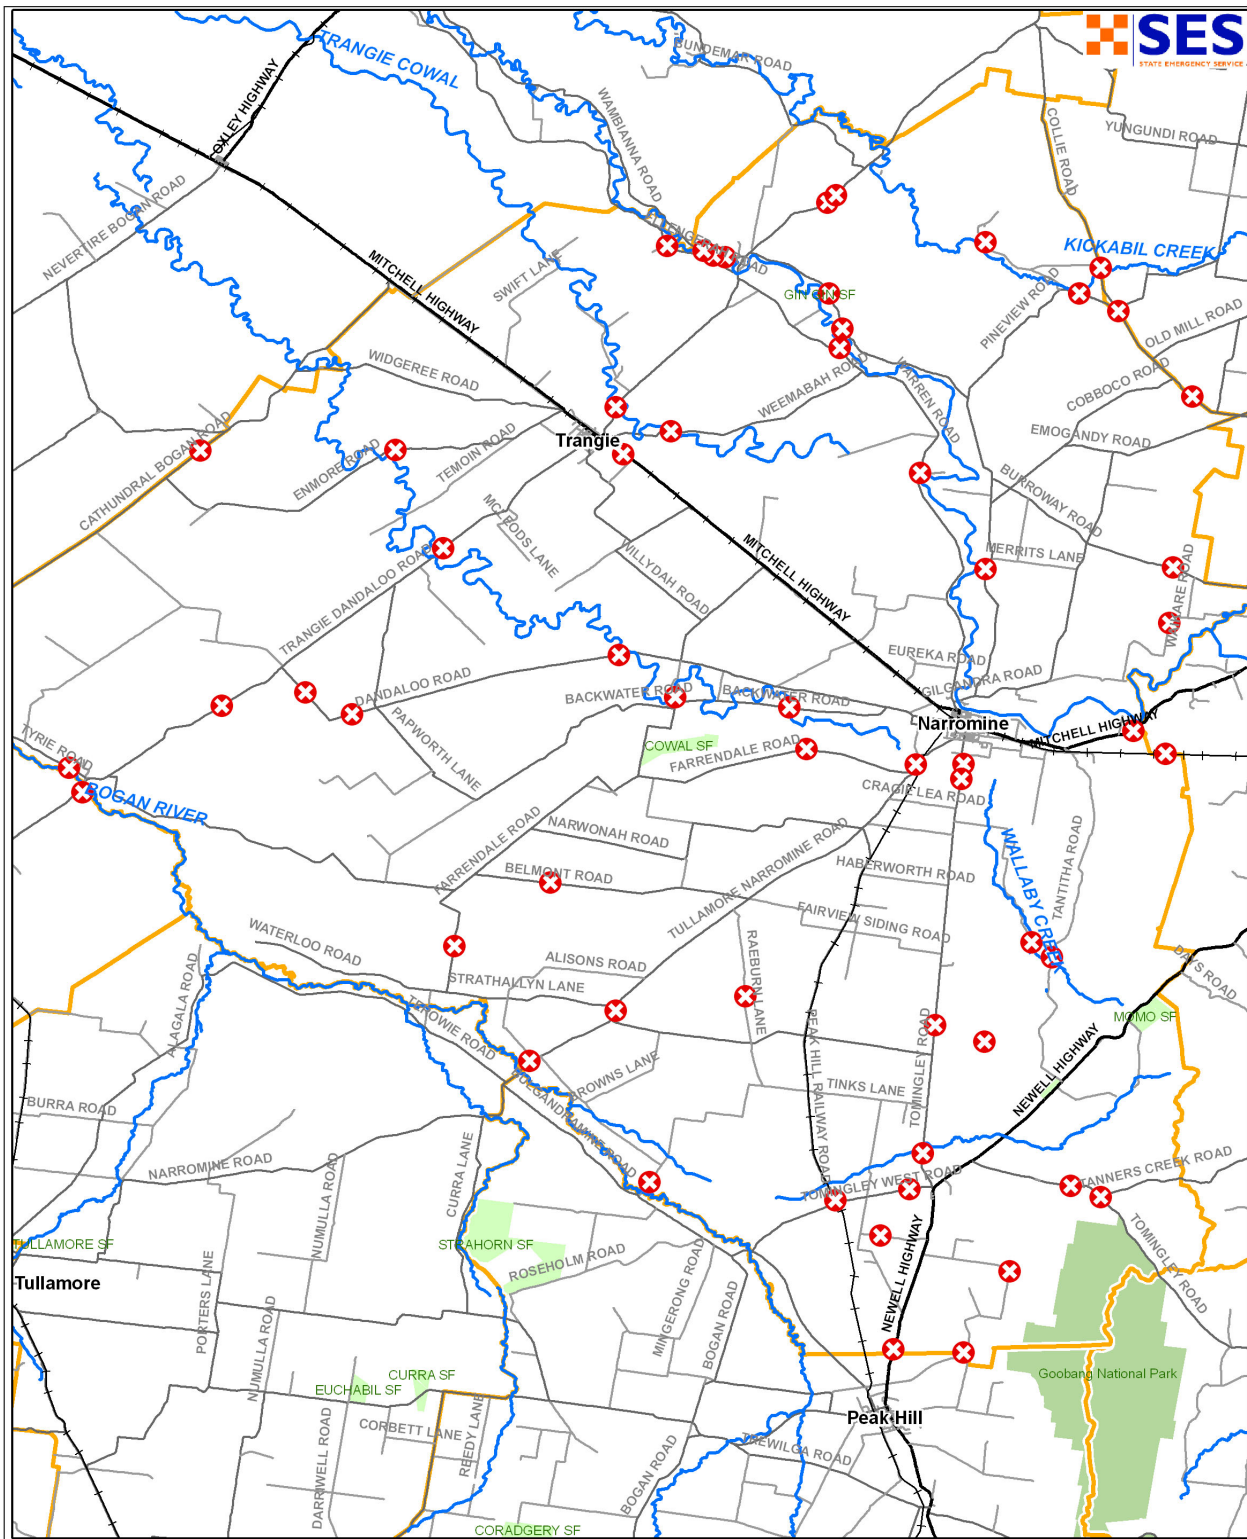 SES
STATE EMERGENCY SERVICE
TRANGIE COWAL
BUNDEMAR ROAD
OXLEY HIGHWAY
WAMBIANNA ROAD
COLLIE ROAD
YUNGUNDI ROAD
NEVERTIRE BOGAN ROAD
ELLENGERAH ROAD
KICKABIL CREEK
MITCHELL HIGHWAY
SWIFT LANE
GIN GIN SF
PINEVIEW ROAD
OLD MILL ROAD
WIDGEREE ROAD
WEEMABAH ROAD
WARREN ROAD
COBBOCO ROAD
Trangie
EMOGANDY ROAD
CATHUNDRAL BOGAN ROAD
ENMORE ROAD
TEMOIN ROAD
MCLEODS LANE
BURROWAY ROAD
WILLYDAH ROAD
MITCHELL HIGHWAY
MERRITS LANE
TRANGIE DANDALOO ROAD
EUREKA ROAD
GILGANDRA ROAD
DANDALOO ROAD
BACKWATER ROAD
BACKWATER ROAD
Narromine
MITCHELL HIGHWAY
PAPWORTH LANE
COWAL SF
FARRENDALE ROAD
TYRIE ROAD
BOGAN RIVER
CRAGIE LEA ROAD
FARRENDALE ROAD
NARWONAH ROAD
TULLAMORE NARROMINE ROAD
HABERWORTH ROAD
WALLABY CREEK
TANTITHA ROAD
BELMONT ROAD
FAIRVIEW SIDING ROAD
WATERLOO ROAD
ALAGALA ROAD
ALISONS ROAD
RAEBURN LANE
DAYS ROAD
STRATHALLYN LANE
TEROWIE ROAD
PEAK HILL RAILWAY ROAD
TOMINGLEY ROAD
MOMO SF
NEWELL HIGHWAY
BROWNS LANE
TINKS LANE
BURRA ROAD
BULGANDRAMINE ROAD
NARROMINE ROAD
NUMULLA ROAD
CURRA LANE
TOMINGLEY WEST ROAD
TANNERS CREEK ROAD
TULLAMORE SF
STRAHORN SF
TOMINGLEY ROAD
Tullamore
PORTERS LANE
ROSEHOLM ROAD
MINGERONG ROAD
NEWELL HIGHWAY
NUMULLA ROAD
BOGAN ROAD
CURRA SF
EUCHABIL SF
Goobang National Park
Peak Hill
CORBETT LANE
REEDY LANE
DARRIWELL ROAD
BOGAN ROAD
TREWILGA ROAD
CORADGERY SF